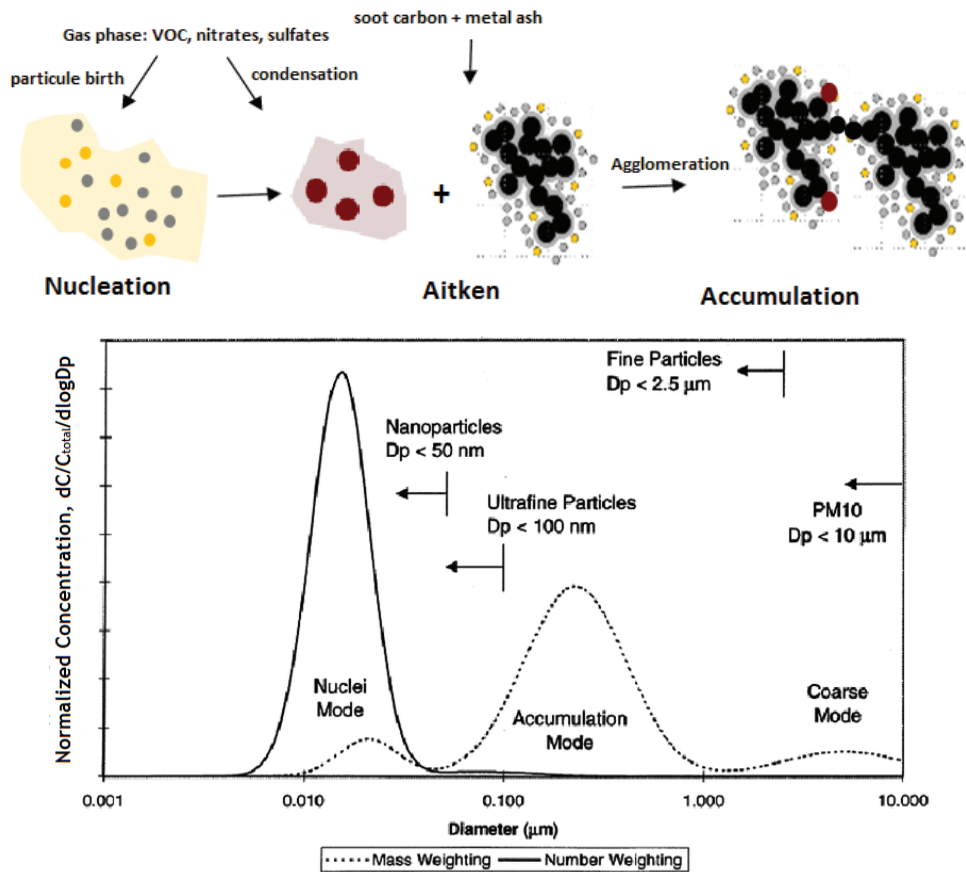 soot carbon + metal ash
Gas phase: VOC, nitrates, sulfates
particule birth
condensation
+
Agglomeration
Nucleation
Aitken
Accumulation
Normalized Concentration, dC/C_total/dlogDp
Fine Particles
Dp < 2.5 μm
Nanoparticles
Dp < 50 nm
Ultrafine Particles
Dp < 100 nm
PM10
Dp < 10 μm
Nuclei
Mode
Accumulation
Mode
Coarse
Mode
0.001
0.010
0.100
1.000
10.000
Diameter (μm)
Mass Weighting
Number Weighting